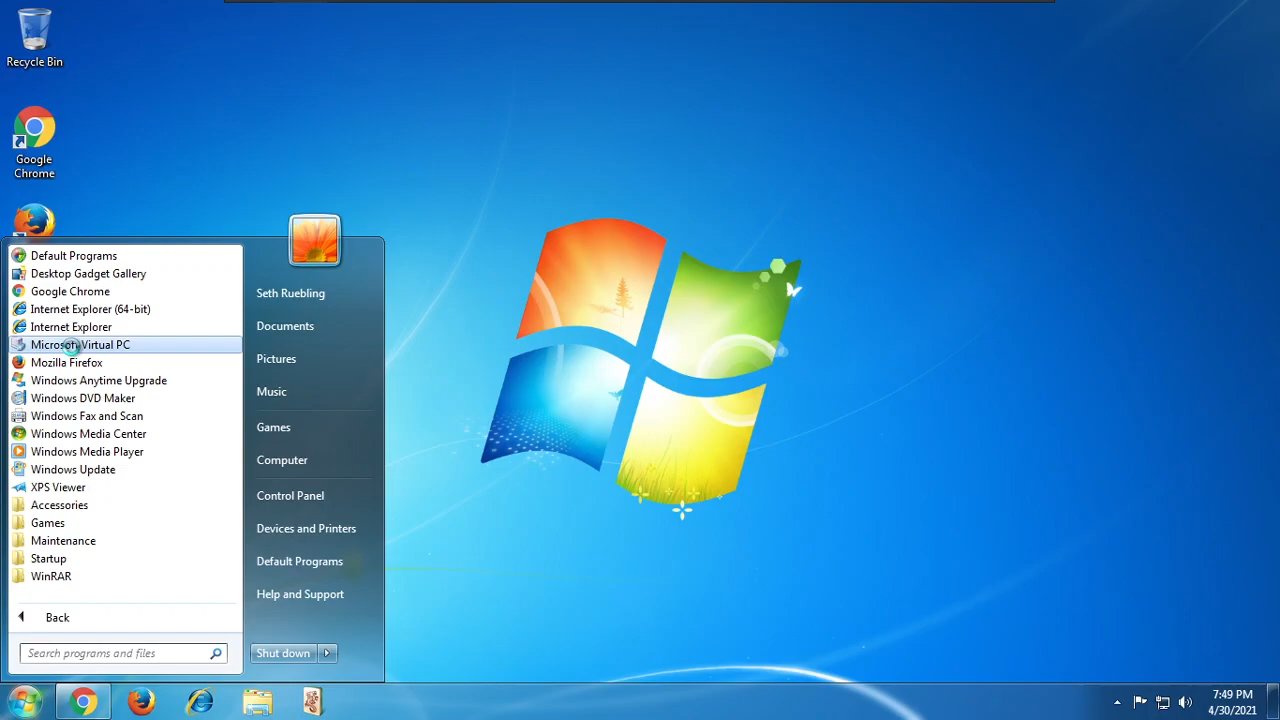 Recycle Bin
Google
Chrome
Default Programs
Desktop Gadget Gallery
Google Chrome
Internet Explorer (64-bit)
Internet Explorer
Microsoft Virtual PC
Mozilla Firefox
Windows Anytime Upgrade
Windows DVD Maker
Windows Fax and Scan
Windows Media Center
Windows Media Player
Windows Update
XPS Viewer
Accessories
Games
Maintenance
Startup
WinRAR
Back
Search programs and files
Seth Ruebling
Documents
Pictures
Music
Games
Computer
Control Panel
Devices and Printers
Default Programs
Help and Support
Shut down
7:49 PM
4/30/2021